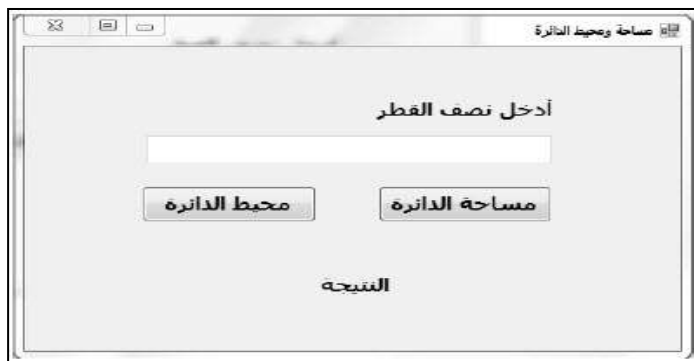 مساحة ومحيط الدائرة
أدخل نصف القطر
مساحة الدائرة
محيط الدائرة
النتيجة